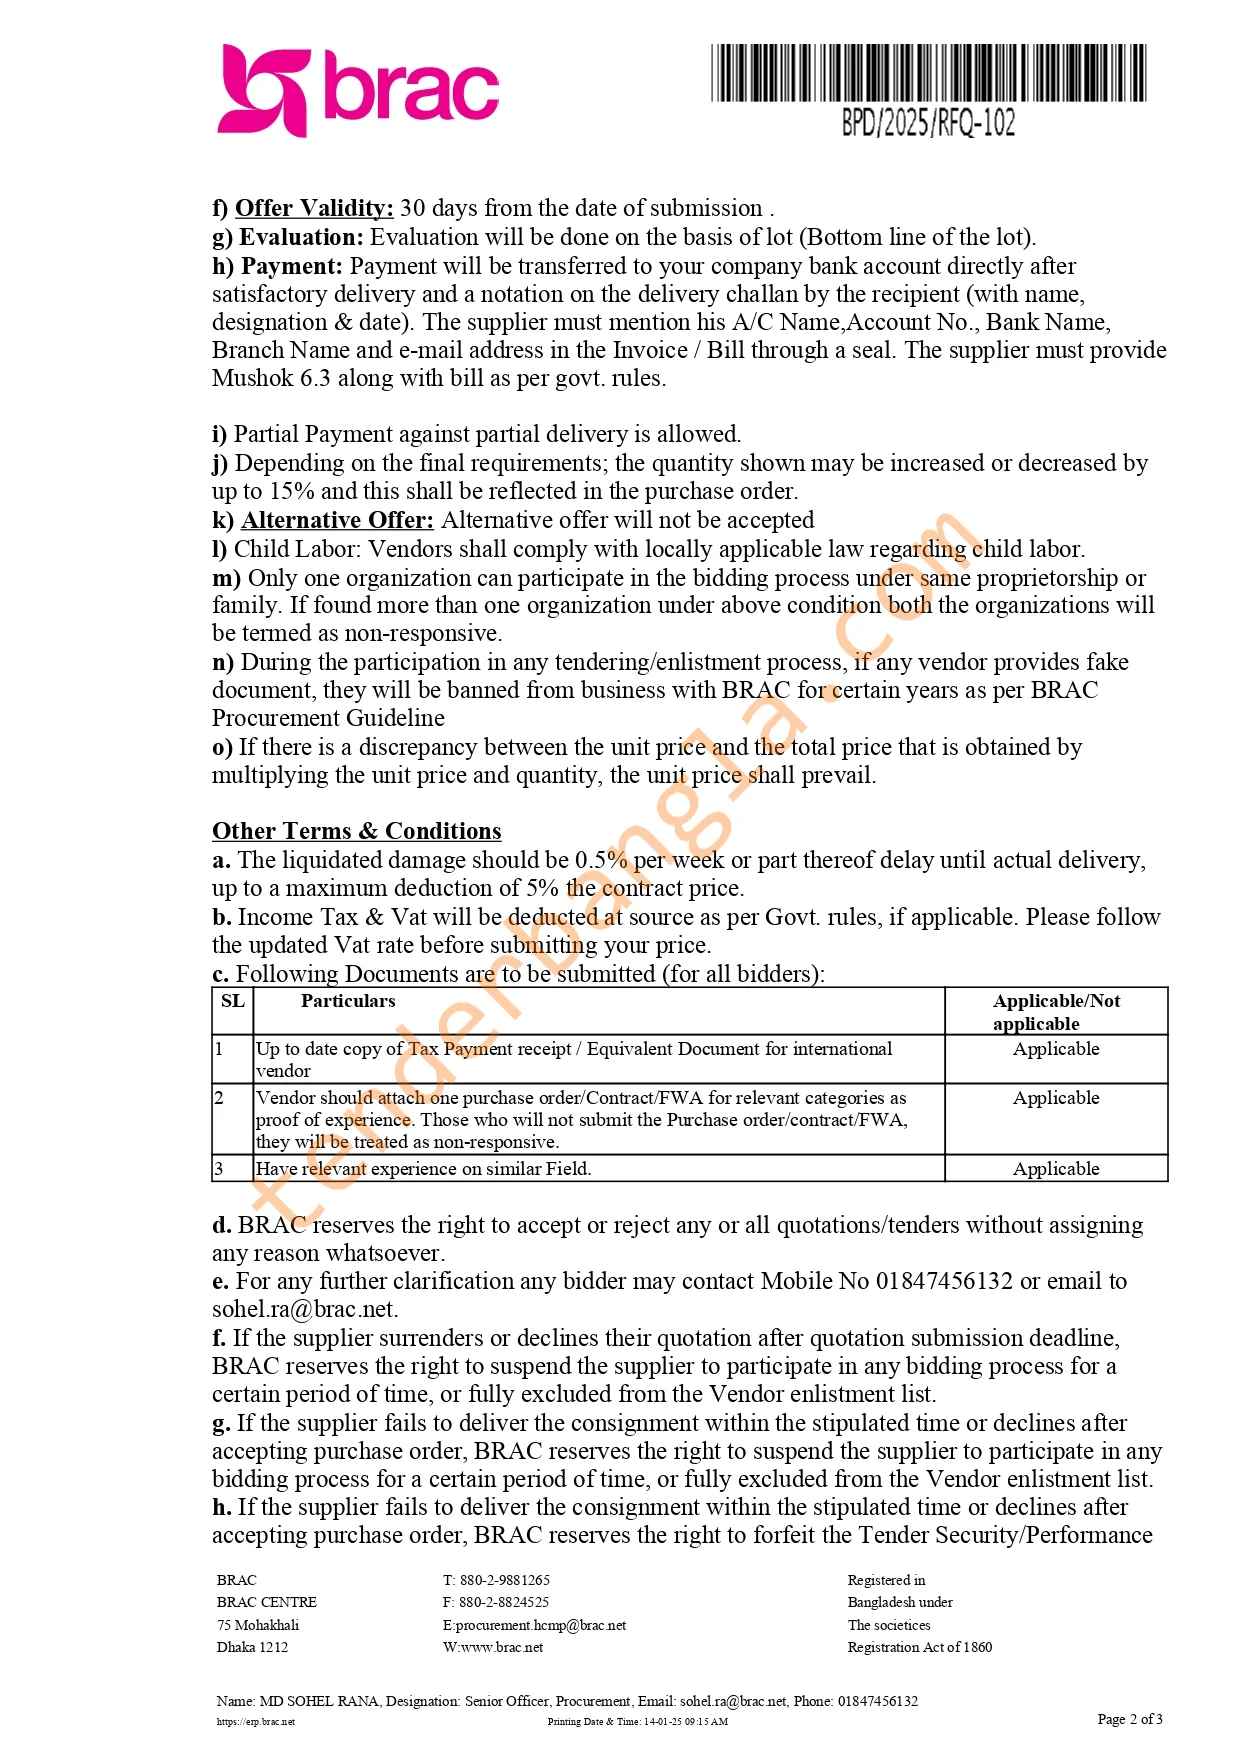 brac
BPD/2025/RFQ-102
f) Offer Validity: 30 days from the date of submission .
g) Evaluation: Evaluation will be done on the basis of lot (Bottom line of the lot).
h) Payment: Payment will be transferred to your company bank account directly after
satisfactory delivery and a notation on the delivery challan by the recipient (with name,
designation & date). The supplier must mention his A/C Name,Account No., Bank Name,
Branch Name and e-mail address in the Invoice / Bill through a seal. The supplier must provide
Mushok 6.3 along with bill as per govt. rules.
i) Partial Payment against partial delivery is allowed.
j) Depending on the final requirements; the quantity shown may be increased or decreased by
up to 15% and this shall be reflected in the purchase order.
k) Alternative Offer: Alternative offer will not be accepted
l) Child Labor: Vendors shall comply with locally applicable law regarding child labor.
m) Only one organization can participate in the bidding process under same proprietorship or
family. If found more than one organization under above condition both the organizations will
be termed as non-responsive.
n) During the participation in any tendering/enlistment process, if any vendor provides fake
document, they will be banned from business with BRAC for certain years as per BRAC
Procurement Guideline
o) If there is a discrepancy between the unit price and the total price that is obtained by
multiplying the unit price and quantity, the unit price shall prevail.
Other Terms & Conditions
a. The liquidated damage should be 0.5% per week or part thereof delay until actual delivery,
up to a maximum deduction of 5% the contract price.
b. Income Tax & Vat will be deducted at source as per Govt. rules, if applicable. Please follow
the updated Vat rate before submitting your price.
c. Following Documents are to be submitted (for all bidders):
SL Particulars Applicable/Not
applicable
1 Up to date copy of Tax Payment receipt / Equivalent Document for international Applicable
vendor
2 Vendor should attach one purchase order/Contract/FWA for relevant categories as Applicable
proof of experience. Those who will not submit the Purchase order/contract/FWA,
they will be treated as non-responsive.
3 Have relevant experience on similar Field. Applicable
d. BRAC reserves the right to accept or reject any or all quotations/tenders without assigning
any reason whatsoever.
e. For any further clarification any bidder may contact Mobile No 01847456132 or email to
sohel.ra@brac.net.
f. If the supplier surrenders or declines their quotation after quotation submission deadline,
BRAC reserves the right to suspend the supplier to participate in any bidding process for a
certain period of time, or fully excluded from the Vendor enlistment list.
g. If the supplier fails to deliver the consignment within the stipulated time or declines after
accepting purchase order, BRAC reserves the right to suspend the supplier to participate in any
bidding process for a certain period of time, or fully excluded from the Vendor enlistment list.
h. If the supplier fails to deliver the consignment within the stipulated time or declines after
accepting purchase order, BRAC reserves the right to forfeit the Tender Security/Performance
tenderbangla.com
BRAC T: 880-2-9881265 Registered in
BRAC CENTRE F: 880-2-8824525 Bangladesh under
75 Mohakhali E:procurement.hcmp@brac.net The societices
Dhaka 1212 W:www.brac.net Registration Act of 1860
Name: MD SOHEL RANA, Designation: Senior Officer, Procurement, Email: sohel.ra@brac.net, Phone: 01847456132
https://erp.brac.net Printing Date & Time: 14-01-25 09:15 AM Page 2 of 3